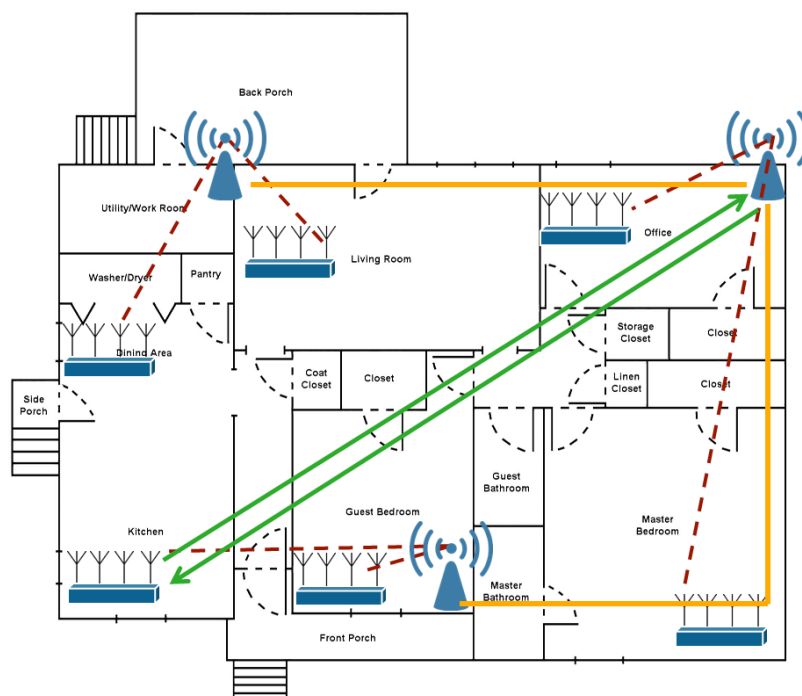 Back Porch
Utility/Work Room
Office
Living Room
Washer/Dryer
Pantry
Storage
Closet
Closet
Dining Area
Coat
Closet
Closet
Linen
Closet
Closet
Side
Porch
Guest
Bathroom
Kitchen
Guest Bedroom
Master
Bedroom
Master
Bathroom
Front Porch